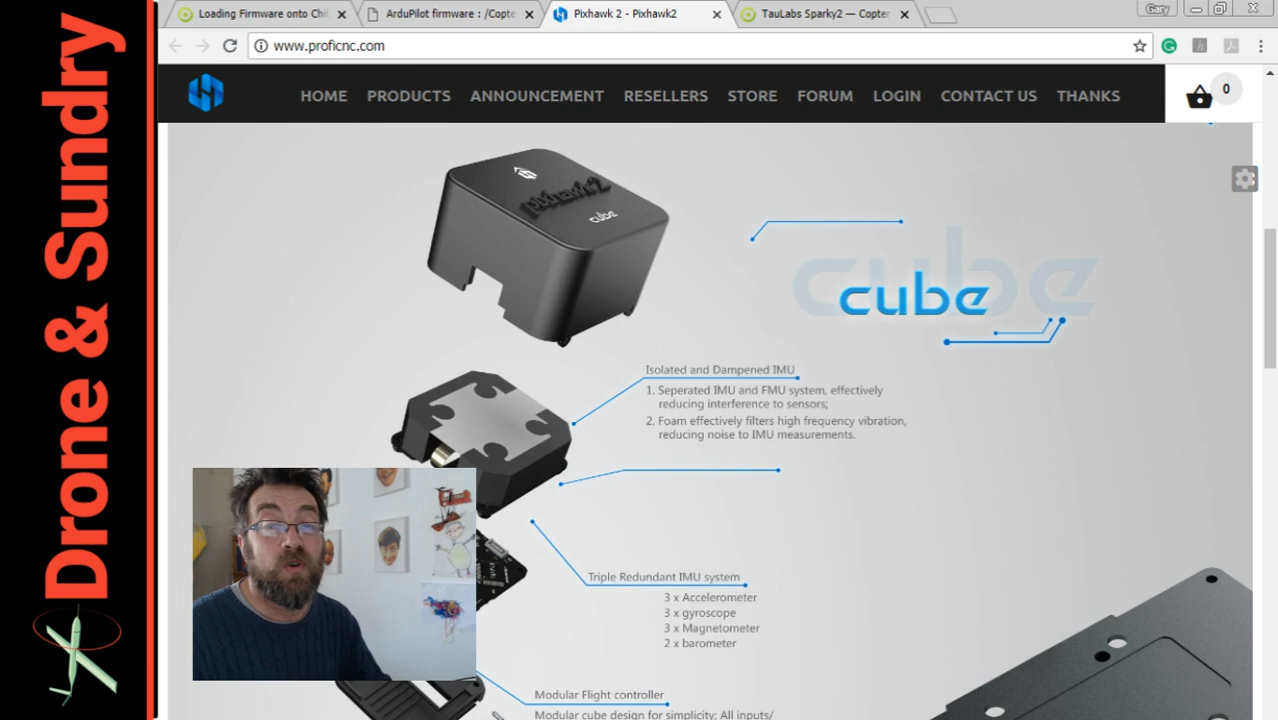 Drone & Sundry
Loading Firmware onto Chi
ArduPilot firmware : /Copte
Pixhawk 2 - Pixhawk2
TauLabs Sparky2 — Copter
Gary
www.proficnc.com
HOME PRODUCTS ANNOUNCEMENT RESELLERS STORE FORUM LOGIN CONTACT US THANKS
0
pixhawk2
cube
cube
cube
Isolated and Dampened IMU
1. Seperated IMU and FMU system, effectively
reducing interference to sensors;
2. Foam effectively filters high frequency vibration,
reducing noise to IMU measurements.
Triple Redundant IMU system
3 x Accelerometer
3 x gyroscope
3 x Magnetometer
2 x barometer
Modular Flight controller
Modular cube design for simplicity; All inputs/